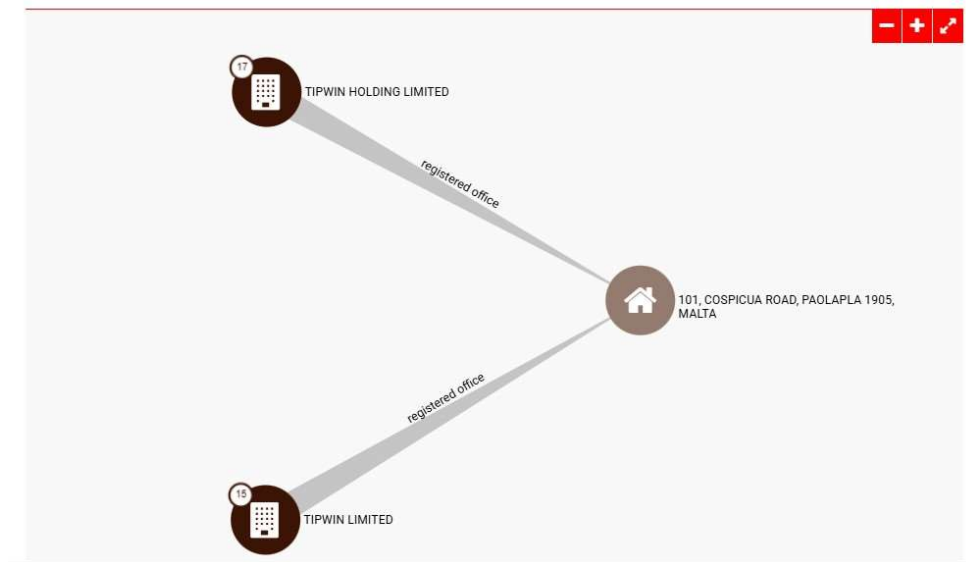 17
TIPWIN HOLDING LIMITED
registered office
101, COSPICUA ROAD, PAOLAPLA 1905,
MALTA
registered office
15
TIPWIN LIMITED